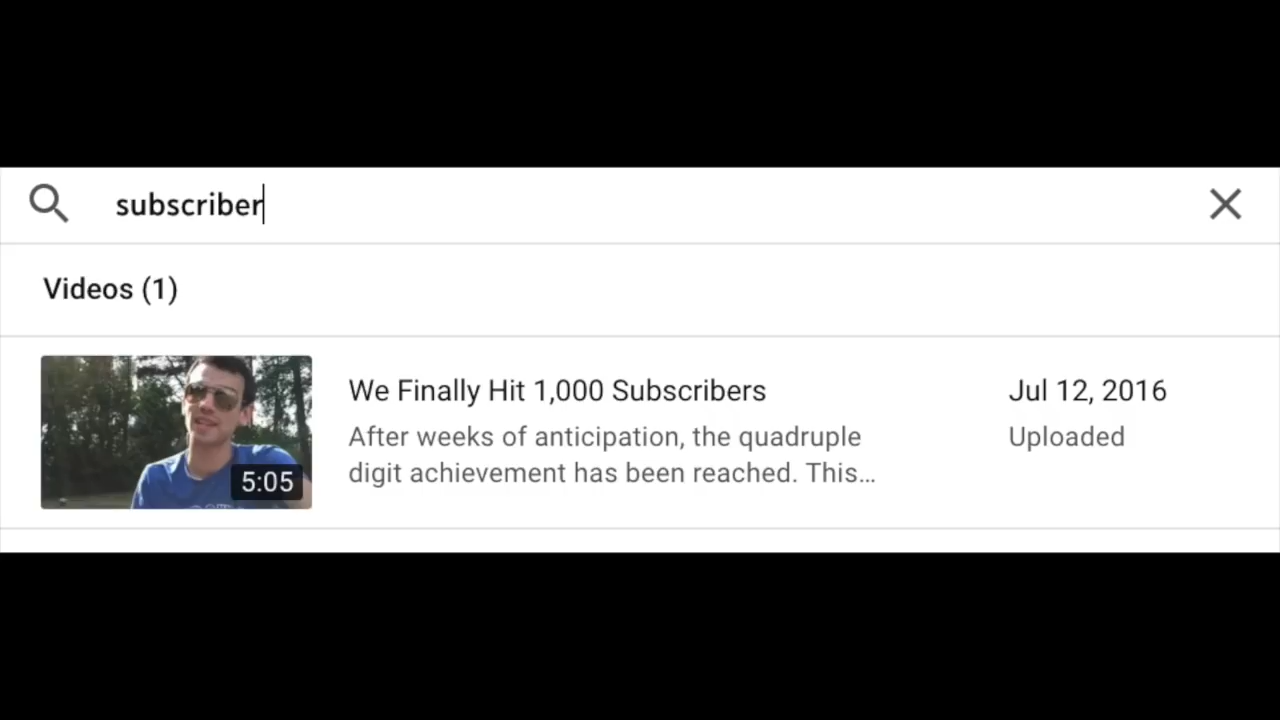 subscriber
Videos (1)
We Finally Hit 1,000 Subscribers
Jul 12, 2016
After weeks of anticipation, the quadruple
Uploaded
digit achievement has been reached. This…
5:05